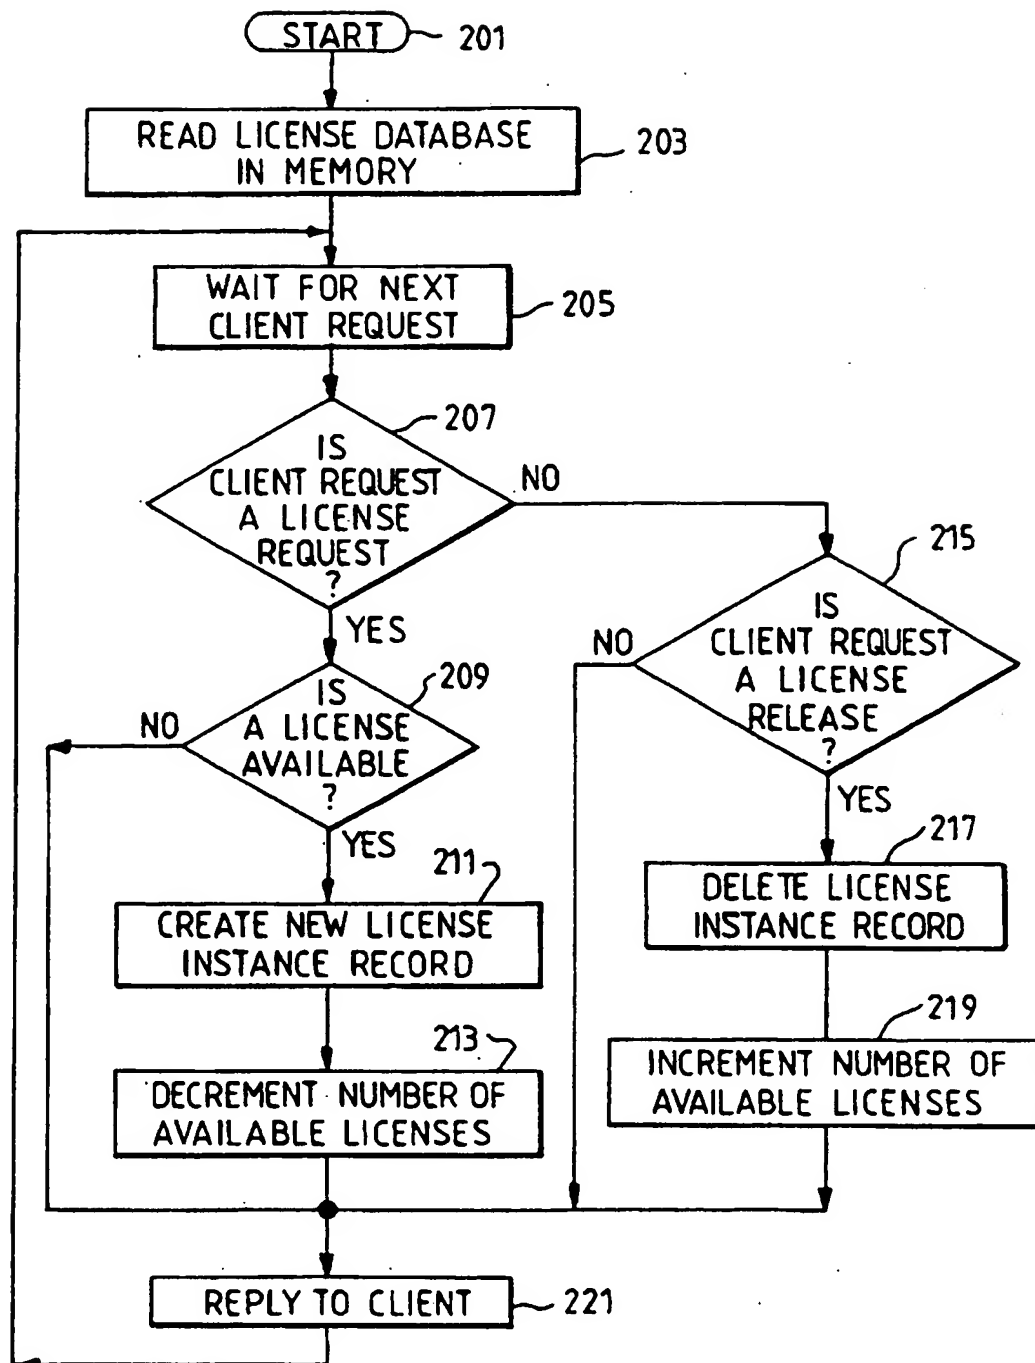 START
201
READ LICENSE DATABASE
IN MEMORY
203
WAIT FOR NEXT
CLIENT REQUEST
205
207
IS
CLIENT REQUEST
A LICENSE
REQUEST
?
NO
YES
215
IS
CLIENT REQUEST
A LICENSE
RELEASE
?
NO
YES
209
IS
A LICENSE
AVAILABLE
?
NO
YES
211
CREATE NEW LICENSE
INSTANCE RECORD
217
DELETE LICENSE
INSTANCE RECORD
213
DECREMENT NUMBER OF
AVAILABLE LICENSES
219
INCREMENT NUMBER OF
AVAILABLE LICENSES
REPLY TO CLIENT
221